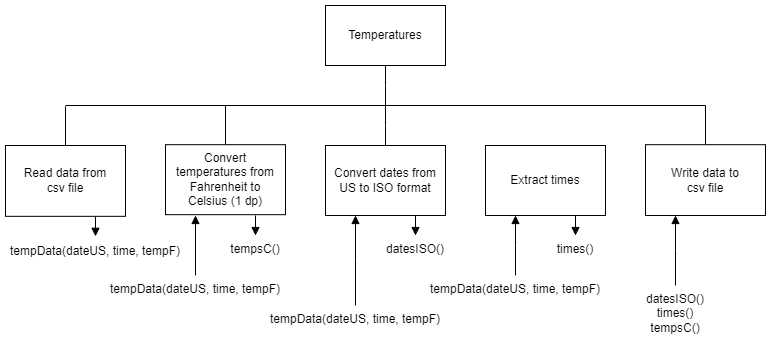 Temperatures
Read data from
csv file
Convert
temperatures from
Fahrenheit to
Celsius (1 dp)
Convert dates from
US to ISO format
Extract times
Write data to
csv file
tempData(dateUS, time, tempF)
tempsC()
datesISO()
times()
tempData(dateUS, time, tempF)
tempData(dateUS, time, tempF)
tempData(dateUS, time, tempF)
datesISO()
times()
tempsC()